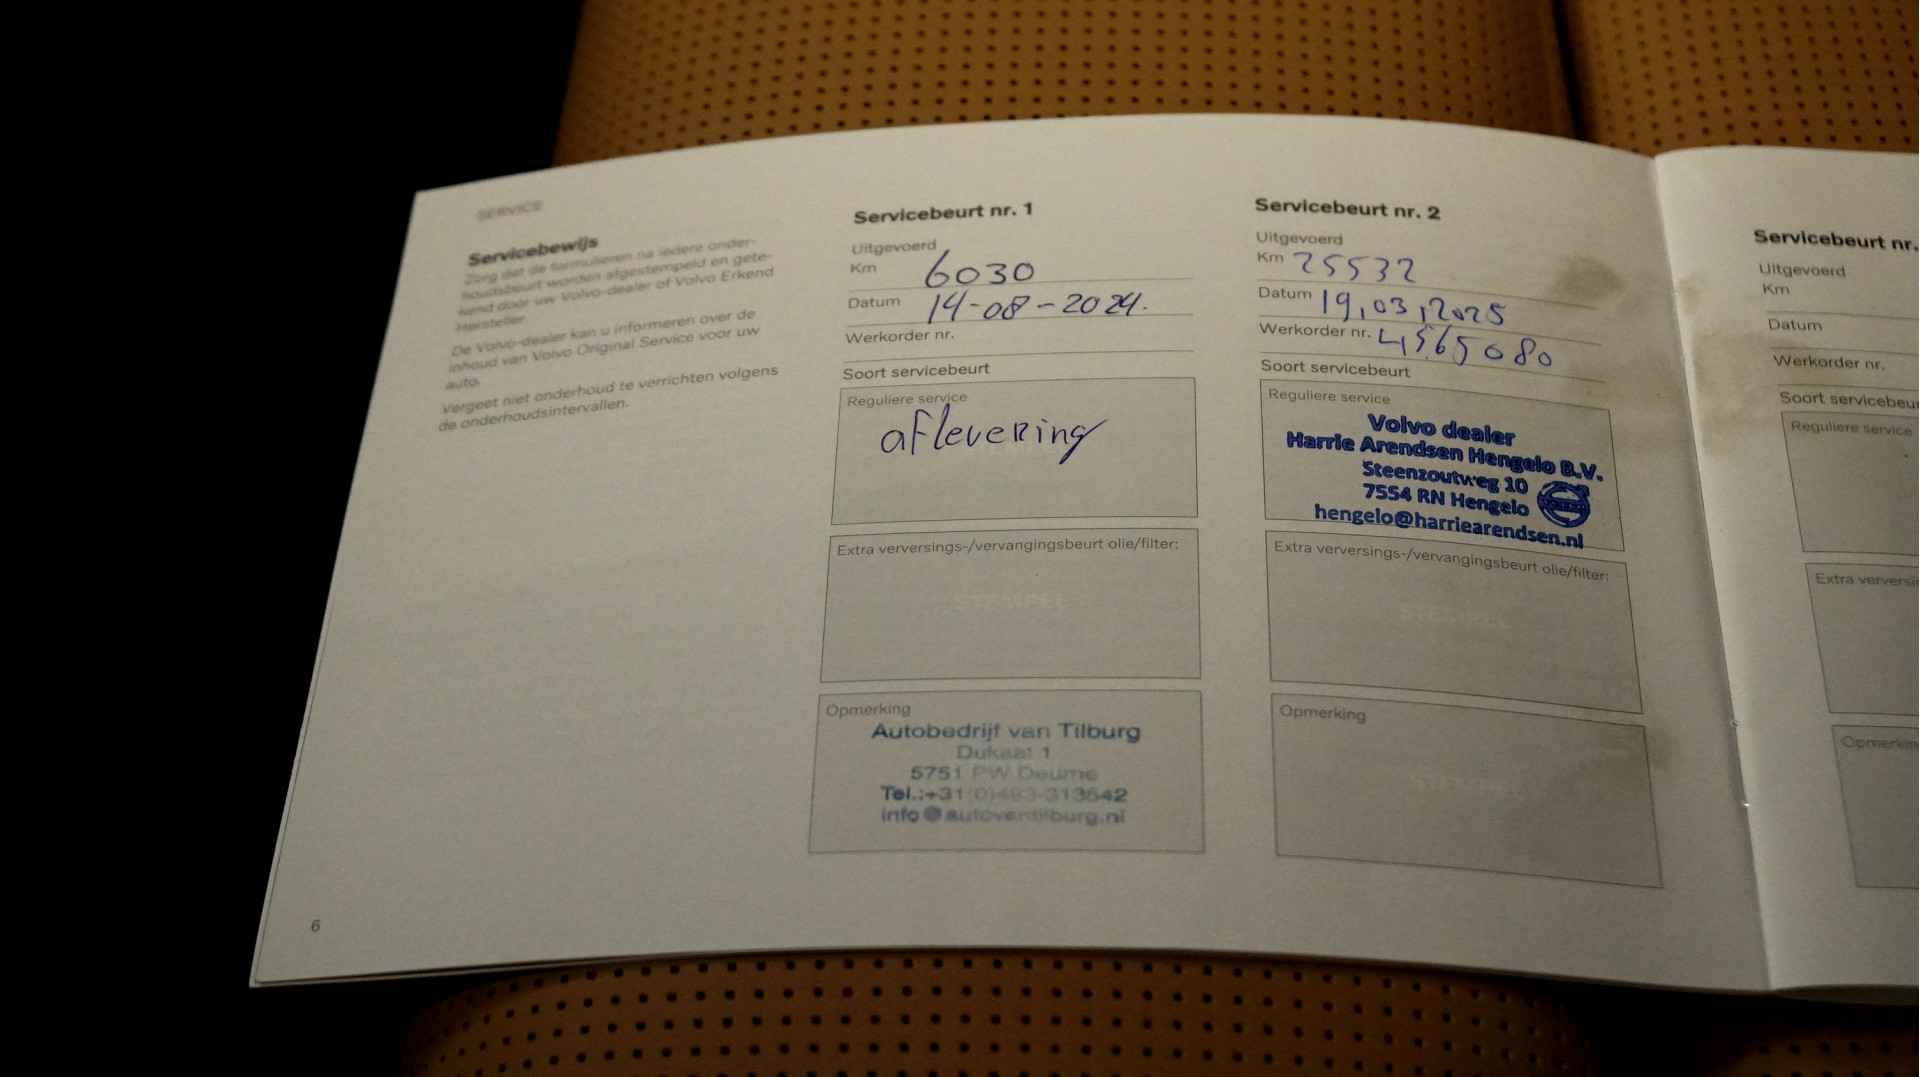 SERVICE
Servicebewijs
Zorg dat de formulieren na iedere onder-
houdsbeurt worden afgestempeld en gete-
kend door uw Volvo-dealer of Volvo Erkend
Hersteller.
De Volvo-dealer kan u informeren over de
inhoud van Volvo Original Service voor uw
auto.
Vergeet niet onderhoud te verrichten volgens
de onderhoudsintervallen.
6
Servicebeurt nr. 1
Uitgevoerd
Km 6030
Datum 14-08-2024.
Werkorder nr.
Soort servicebeurt
Reguliere service
aflevering
Extra verversings-/vervangingsbeurt olie/filter:
STEMPEL
Opmerking
Autobedrijf van Tilburg
Dukaat 1
5751 PW Deurne
Tel.:+31(0)493-313542
info@autovantilburg.nl
Servicebeurt nr. 2
Uitgevoerd
Km 25532
Datum 19,03,2025
Werkorder nr. 4565080
Soort servicebeurt
Reguliere service
Volvo dealer
Harrie Arendsen Hengelo B.V.
Steenzoutweg 10
7554 RN Hengelo
hengelo@harriearendsen.nl
Extra verversings-/vervangingsbeurt olie/filter:
STEMPEL
Opmerking
STEMPEL
Servicebeurt nr.
Uitgevoerd
Km
Datum
Werkorder nr.
Soort servicebeur
Reguliere service
Extra verversi
Opmerkin